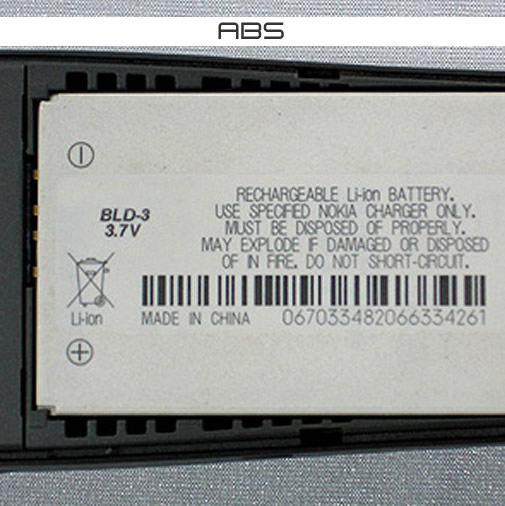 ABS
RECHARGEABLE Li-ion BATTERY.
USE SPECIFIED NOKIA CHARGER ONLY.
MUST BE DISPOSED OF PROPERLY.
MAY EXPLODE IF DAMAGED OR DISPOSED
OF IN FIRE. DO NOT SHORT-CIRCUIT.
BLD-3
3.7V
Li-ion
MADE IN CHINA 067033482066334261